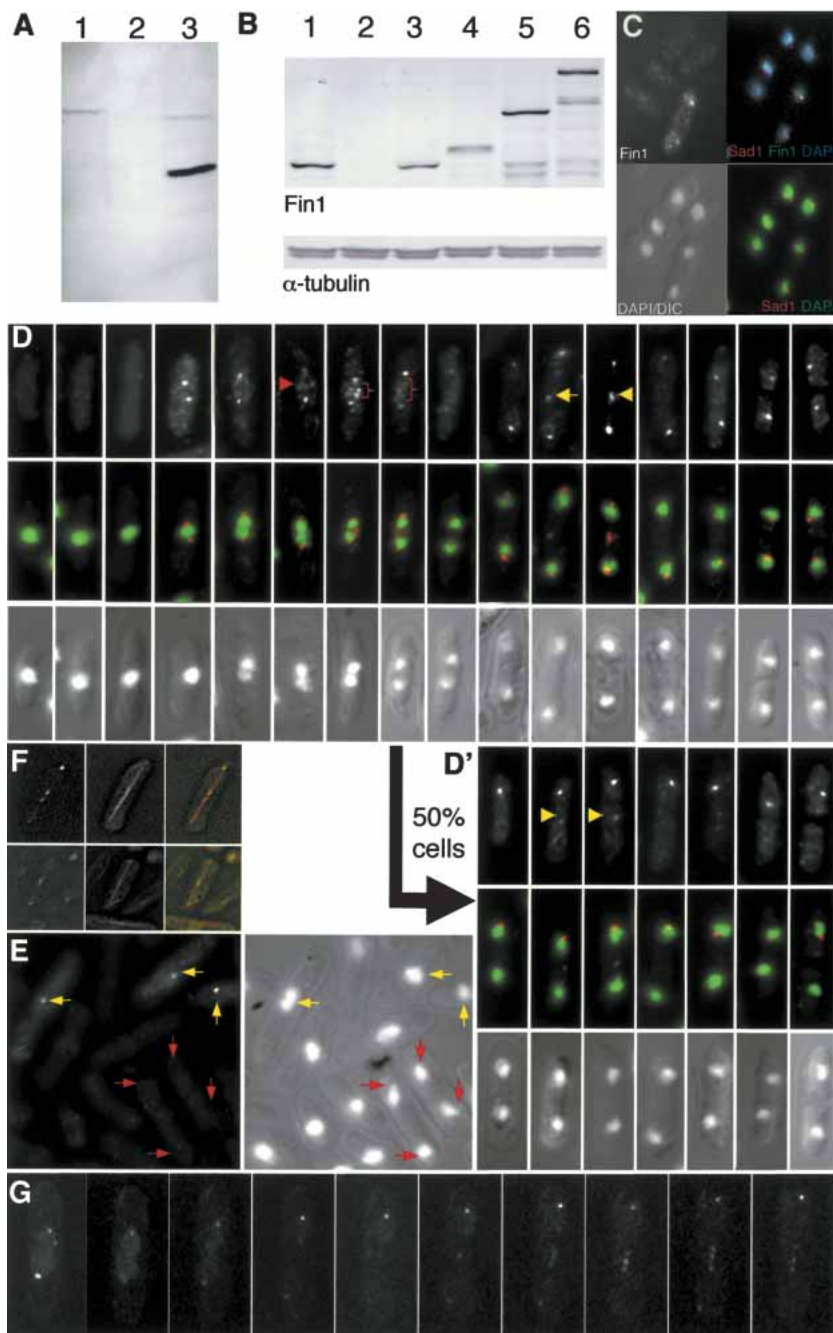 A
1 2 3
B
1 2 3 4 5 6
Fin1
α-tubulin
C
Fin1
Sad1 Fin1 DAPI
DAPI/DIC
Sad1 DAPI
D
F
D'
50%
cells
E
G